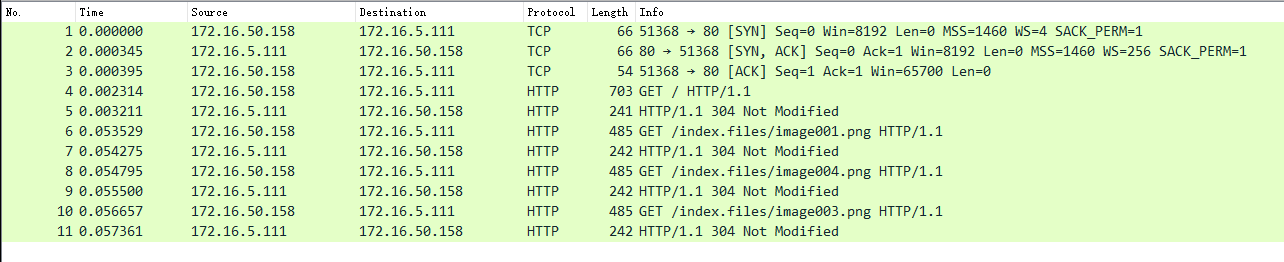 No. Time Source Destination Protocol Length Info
1 0.000000 172.16.50.158 172.16.5.111 TCP 66 51368 → 80 [SYN] Seq=0 Win=8192 Len=0 MSS=1460 WS=4 SACK_PERM=1
2 0.000345 172.16.5.111 172.16.50.158 TCP 66 80 → 51368 [SYN, ACK] Seq=0 Ack=1 Win=8192 Len=0 MSS=1460 WS=256 SACK_PERM=1
3 0.000395 172.16.50.158 172.16.5.111 TCP 54 51368 → 80 [ACK] Seq=1 Ack=1 Win=65700 Len=0
4 0.002314 172.16.50.158 172.16.5.111 HTTP 703 GET / HTTP/1.1
5 0.003211 172.16.5.111 172.16.50.158 HTTP 241 HTTP/1.1 304 Not Modified
6 0.053529 172.16.50.158 172.16.5.111 HTTP 485 GET /index.files/image001.png HTTP/1.1
7 0.054275 172.16.5.111 172.16.50.158 HTTP 242 HTTP/1.1 304 Not Modified
8 0.054795 172.16.50.158 172.16.5.111 HTTP 485 GET /index.files/image004.png HTTP/1.1
9 0.055500 172.16.5.111 172.16.50.158 HTTP 242 HTTP/1.1 304 Not Modified
10 0.056657 172.16.50.158 172.16.5.111 HTTP 485 GET /index.files/image003.png HTTP/1.1
11 0.057361 172.16.5.111 172.16.50.158 HTTP 242 HTTP/1.1 304 Not Modified